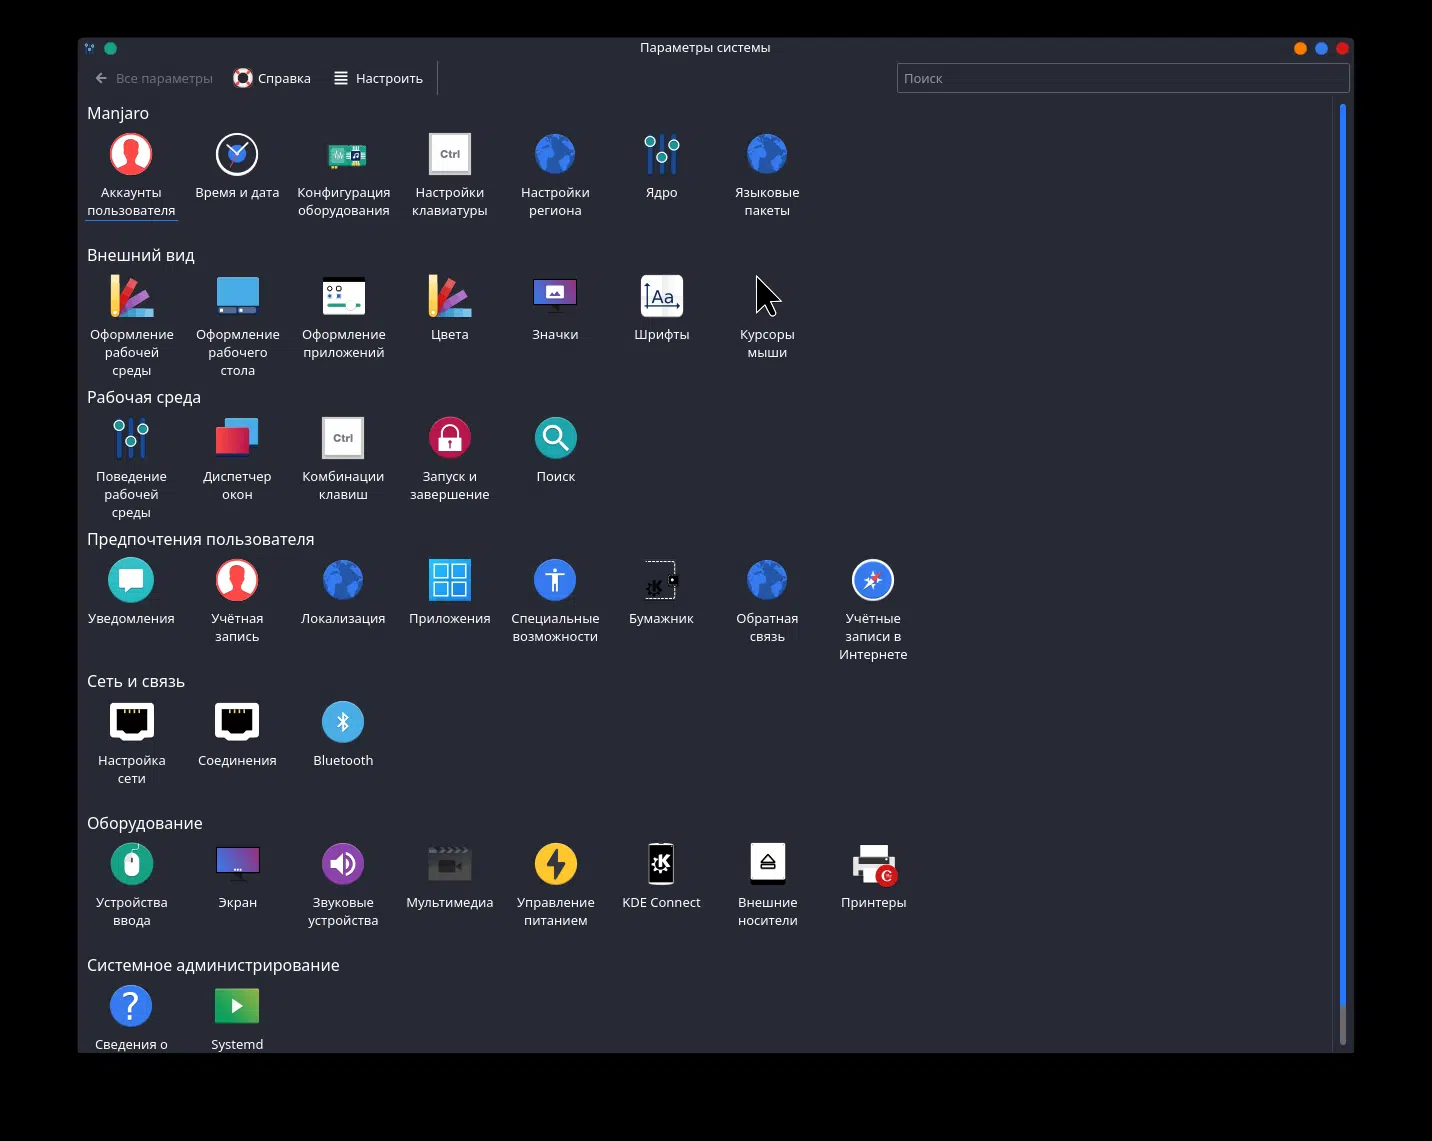 Параметры системы
Все параметры Справка Настроить Поиск
Manjaro
Аккаунты Время и дата Конфигурация Настройки Настройки Ядро Языковые
пользователя оборудования клавиатуры региона пакеты
Ctrl
Внешний вид
Aa
Оформление Оформление Оформление Цвета Значки Шрифты Курсоры
рабочей рабочего приложений мыши
среды стола
Рабочая среда
Ctrl
Поведение Диспетчер Комбинации Запуск и Поиск
рабочей окон клавиш завершение
среды
Предпочтения пользователя
Уведомления Учётная Локализация Приложения Специальные Бумажник Обратная Учётные
запись возможности связь записи в
Интернете
Сеть и связь
Настройка Соединения Bluetooth
сети
Оборудование
Устройства Экран Звуковые Мультимедиа Управление KDE Connect Внешние Принтеры
ввода устройства питанием носители
Системное администрирование
?
Сведения о Systemd